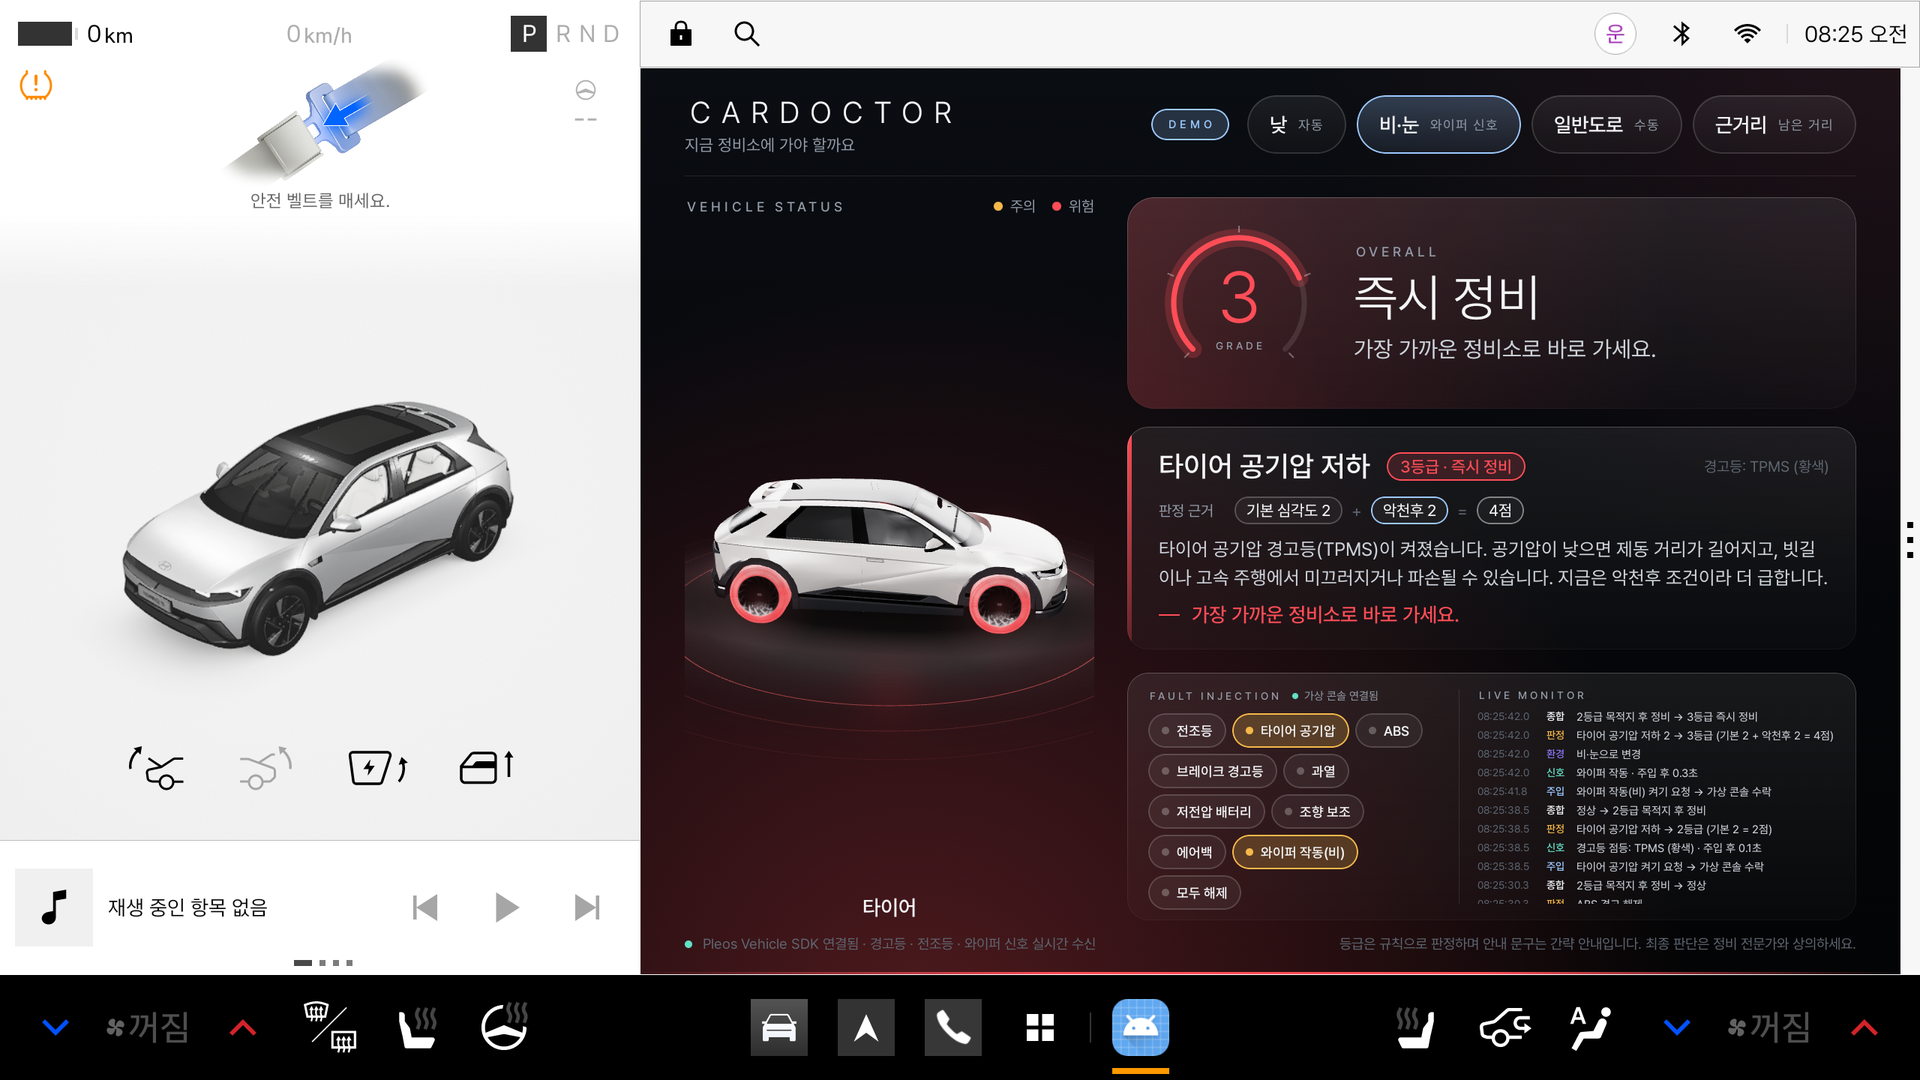 0 km
0 km/h
P R N D
안전 벨트를 매세요.
재생 중인 항목 없음
운
08:25 오전
CARDOCTOR
지금 정비소에 가야 할까요
DEMO
낮 자동
비·눈 와이퍼 신호
일반도로 수동
근거리 남은 거리
VEHICLE STATUS
주의
위험
타이어
OVERALL
3
GRADE
즉시 정비
가장 가까운 정비소로 바로 가세요.
타이어 공기압 저하
3등급 · 즉시 정비
경고등: TPMS (황색)
판정 근거 기본 심각도 2 + 악천후 2 = 4점
타이어 공기압 경고등(TPMS)이 켜졌습니다. 공기압이 낮으면 제동 거리가 길어지고, 빗길
이나 고속 주행에서 미끄러지거나 파손될 수 있습니다. 지금은 악천후 조건이라 더 급합니다.
— 가장 가까운 정비소로 바로 가세요.
FAULT INJECTION
가상 콘솔 연결됨
전조등
타이어 공기압
ABS
브레이크 경고등
과열
저전압 배터리
조향 보조
에어백
와이퍼 작동(비)
모두 해제
LIVE MONITOR
08:25:42.0 종합 2등급 목적지 후 정비 → 3등급 즉시 정비
08:25:42.0 판정 타이어 공기압 저하 2 → 3등급 (기본 2 + 악천후 2 = 4점)
08:25:42.0 환경 비·눈으로 변경
08:25:42.0 신호 와이퍼 작동 · 주입 후 0.3초
08:25:41.8 주입 와이퍼 작동(비) 켜기 요청 → 가상 콘솔 수락
08:25:38.5 종합 정상 → 2등급 목적지 후 정비
08:25:38.5 판정 타이어 공기압 저하 → 2등급 (기본 2 = 2점)
08:25:38.5 신호 경고등 점등: TPMS (황색) · 주입 후 0.1초
08:25:38.5 주입 타이어 공기압 켜기 요청 → 가상 콘솔 수락
08:25:30.3 종합 2등급 목적지 후 정비 → 정상
08:25:30.3 판정 ABS 경고 해제
Pleos Vehicle SDK 연결됨 · 경고등 · 전조등 · 와이퍼 신호 실시간 수신
등급은 규칙으로 판정하며 안내 문구는 간략 안내입니다. 최종 판단은 정비 전문가와 상의하세요.
꺼짐
A
꺼짐